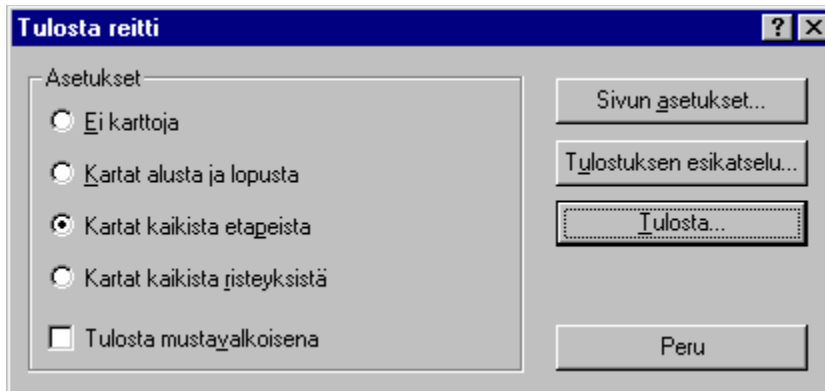 Tulosta reitti
Asetukset
Ei karttoja
Kartat alusta ja lopusta
Kartat kaikista etapeista
Kartat kaikista risteyksistä
Tulosta mustavalkoisena
Sivun asetukset...
Tulostuksen esikatselu...
Tulosta...
Peru